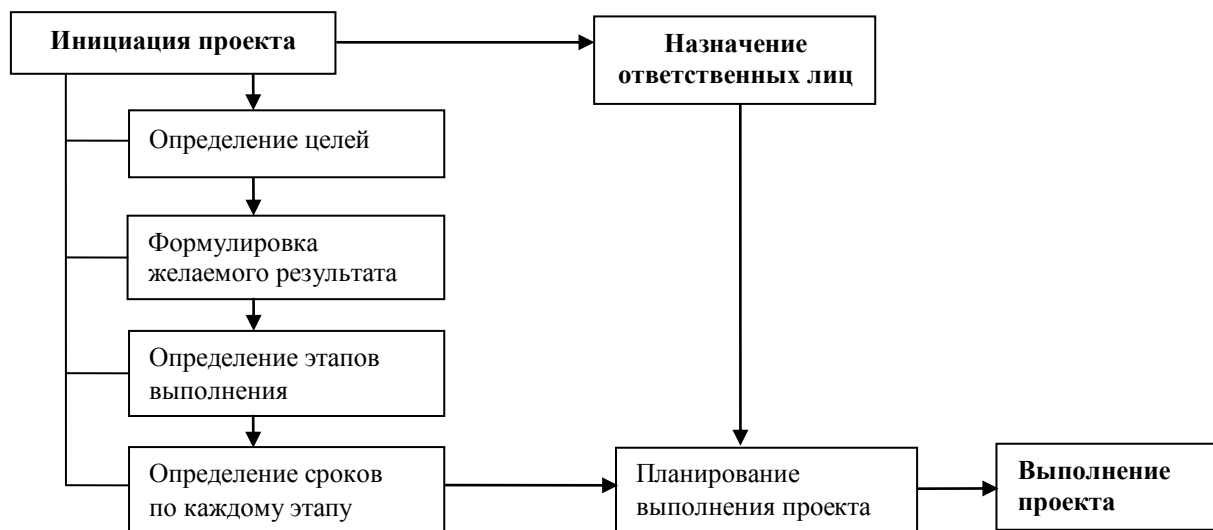 Инициация проекта
Назначение
ответственных лиц
Определение целей
Формулировка
желаемого результата
Определение этапов
выполнения
Определение сроков
по каждому этапу
Планирование
выполнения проекта
Выполнение
проекта